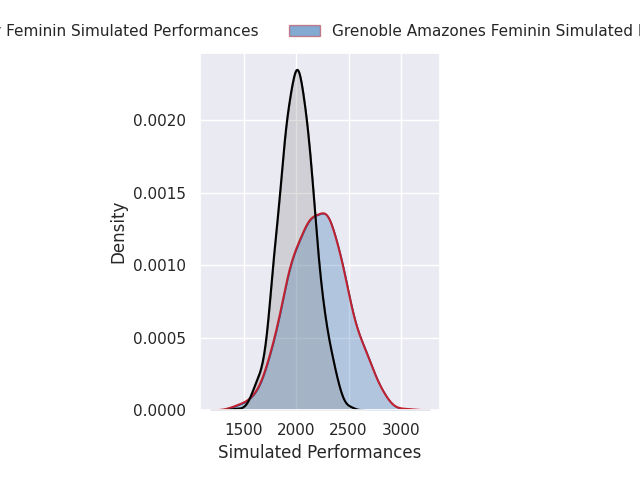 Feminin Simulated Performances
Grenoble Amazones Feminin Simulated
Density
0.0020
0.0015
0.0010
0.0005
0.0000
1500 2000 2500 3000
Simulated Performances